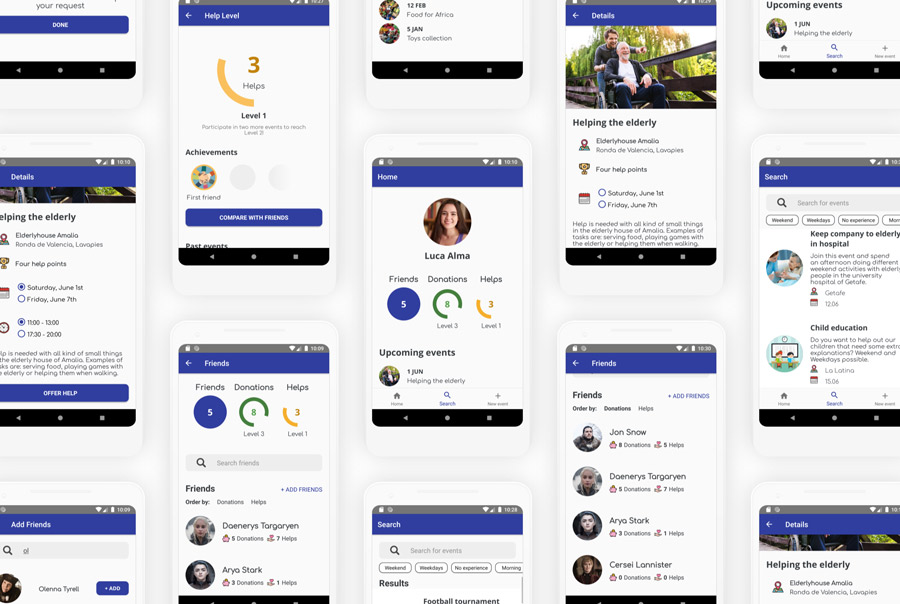 your request
DONE
Details
10:10
elping the elderly
Elderlyhouse Amalia
Ronda de Valencia, Lavapies
Four help points
Saturday, June 1st
Friday, June 7th
11:00 - 13:00
17:30 - 20:00
elp is needed with all kind of small things
the elderly house of Amalia. Examples of
sks are: serving food, playing games with
the elderly or helping them when walking.
OFFER HELP
10:09
Add Friends
ol
Olenna Tyrell
+ ADD
Help Level
3
Helps
Level 1
Participate in two more events to reach
Level 2!
Achievements
First friend
COMPARE WITH FRIENDS
Past events
10:09
Friends
Friends Donations Helps
5 8 3
Level 3 Level 1
Search friends
Friends + ADD FRIENDS
Order by: Donations Helps
Daenerys Targaryen
5 Donations 7 Helps
Arya Stark
3 Donations 1 Helps
12 FEB
Food for Africa
5 JAN
Toys collection
10:10
Home
Luca Alma
Friends Donations Helps
5 8 3
Level 3 Level 1
Upcoming events
1 JUN
Helping the elderly
Home Search New event
10:28
Search
Search for events
Weekend Weekdays No experience Morning
Results
Football tournament
Details
Helping the elderly
Elderlyhouse Amalia
Ronda de Valencia, Lavapies
Four help points
Saturday, June 1st
Friday, June 7th
Help is needed with all kind of small things
in the elderly house of Amalia. Examples of
tasks are: serving food, playing games with
the elderly or helping them when walking.
10:30
Friends
Friends + ADD FRIENDS
Order by: Donations Helps
Jon Snow
8 Donations 5 Helps
Daenerys Targaryen
5 Donations 7 Helps
Arya Stark
3 Donations 1 Helps
Cersei Lannister
0 Donations 0 Helps
Upcoming events
1 JUN
Helping the elderly
Home Search New event
Search
Search for events
Weekend Weekdays No experience Morn
Keep company to elderly
in hospital
Join this event and spend
an afternoon doing different
weekend activities with elderly
people in the university
hospital of Getafe.
Getafe
12.06
Child education
Do you want to help out our
children that need some extra
explanations? Weekend and
Weekdays possible.
La Latina
15.06
Home Search New event
Details
Helping the elderly
Elderlyhouse Amalia
Ronda de Valencia, Lavapies